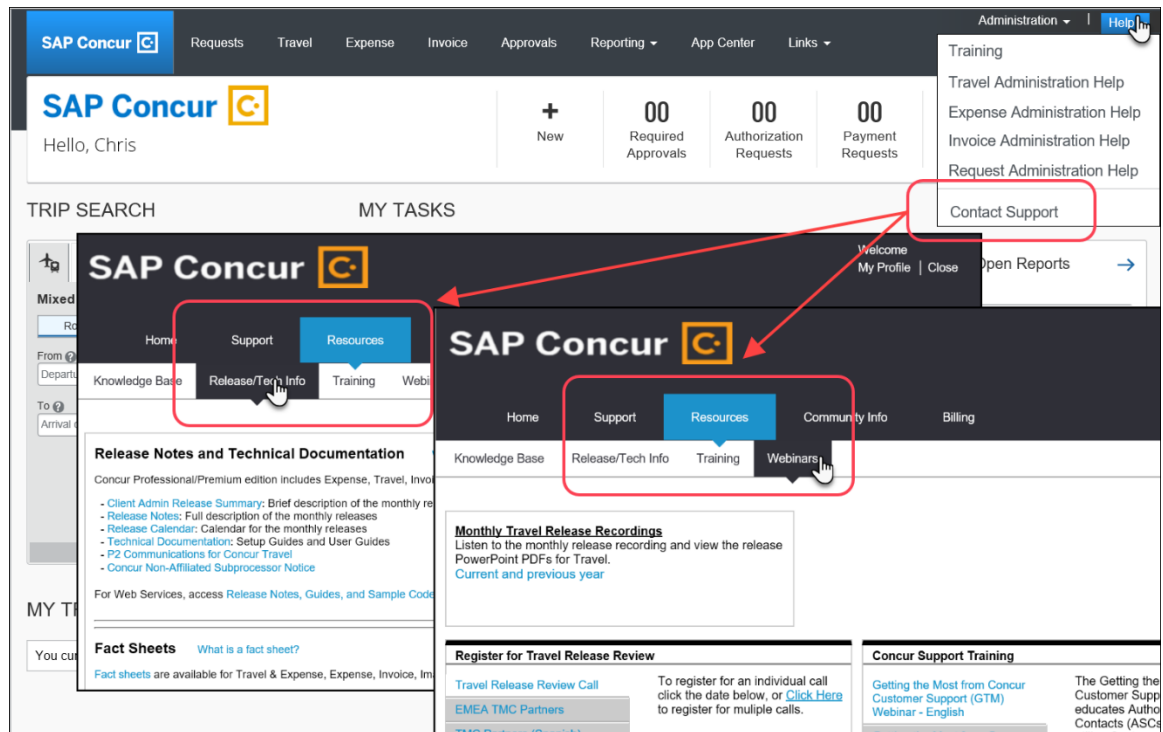 Administration | Help
SAP Concur C Requests Travel Expense Invoice Approvals Reporting App Center Links
Training
Travel Administration Help
Expense Administration Help
Invoice Administration Help
Request Administration Help
Contact Support
SAP Concur C
Hello, Chris
+
New
00
Required
Approvals
00
Authorization
Requests
00
Payment
Requests
TRIP SEARCH
MY TASKS
Open Reports →
Mixed
From
To
Arrival
SAP Concur C
Welcome
My Profile | Close
Home Support Resources
Knowledge Base Release/Tech Info Training
Release Notes and Technical Documentation
Concur Professional/Premium edition includes Expense, Travel,
- Client Admin Release Summary: Brief description of the monthly
- Release Notes: Full description of the monthly releases
- Release Calendar: Calendar for the monthly releases
- Technical Documentation: Setup Guides and User Guides
- P2 Communications for Concur Travel
- Concur Non-Affiliated Subprocessor Notice
For Web Services, access Release Notes, Guides, and Sample Code
Fact Sheets What is a fact sheet?
Fact sheets are available for Travel & Expense, Expense, Invoice,
MY
You
SAP Concur C
Home Support Resources Community Info Billing
Knowledge Base Release/Tech Info Training Webinars
Monthly Travel Release Recordings
Listen to the monthly release recording and view the release
PowerPoint PDFs for Travel.
Current and previous year
Register for Travel Release Review
Travel Release Review Call
EMEA TMC Partners
To register for an individual call
click the date below, or Click Here
to register for muliple calls.
Concur Support Training
Getting the Most from Concur
Customer Support (GTM)
Webinar - English
The Getting the
Customer Supp
educates Autho
Contacts (ASCs